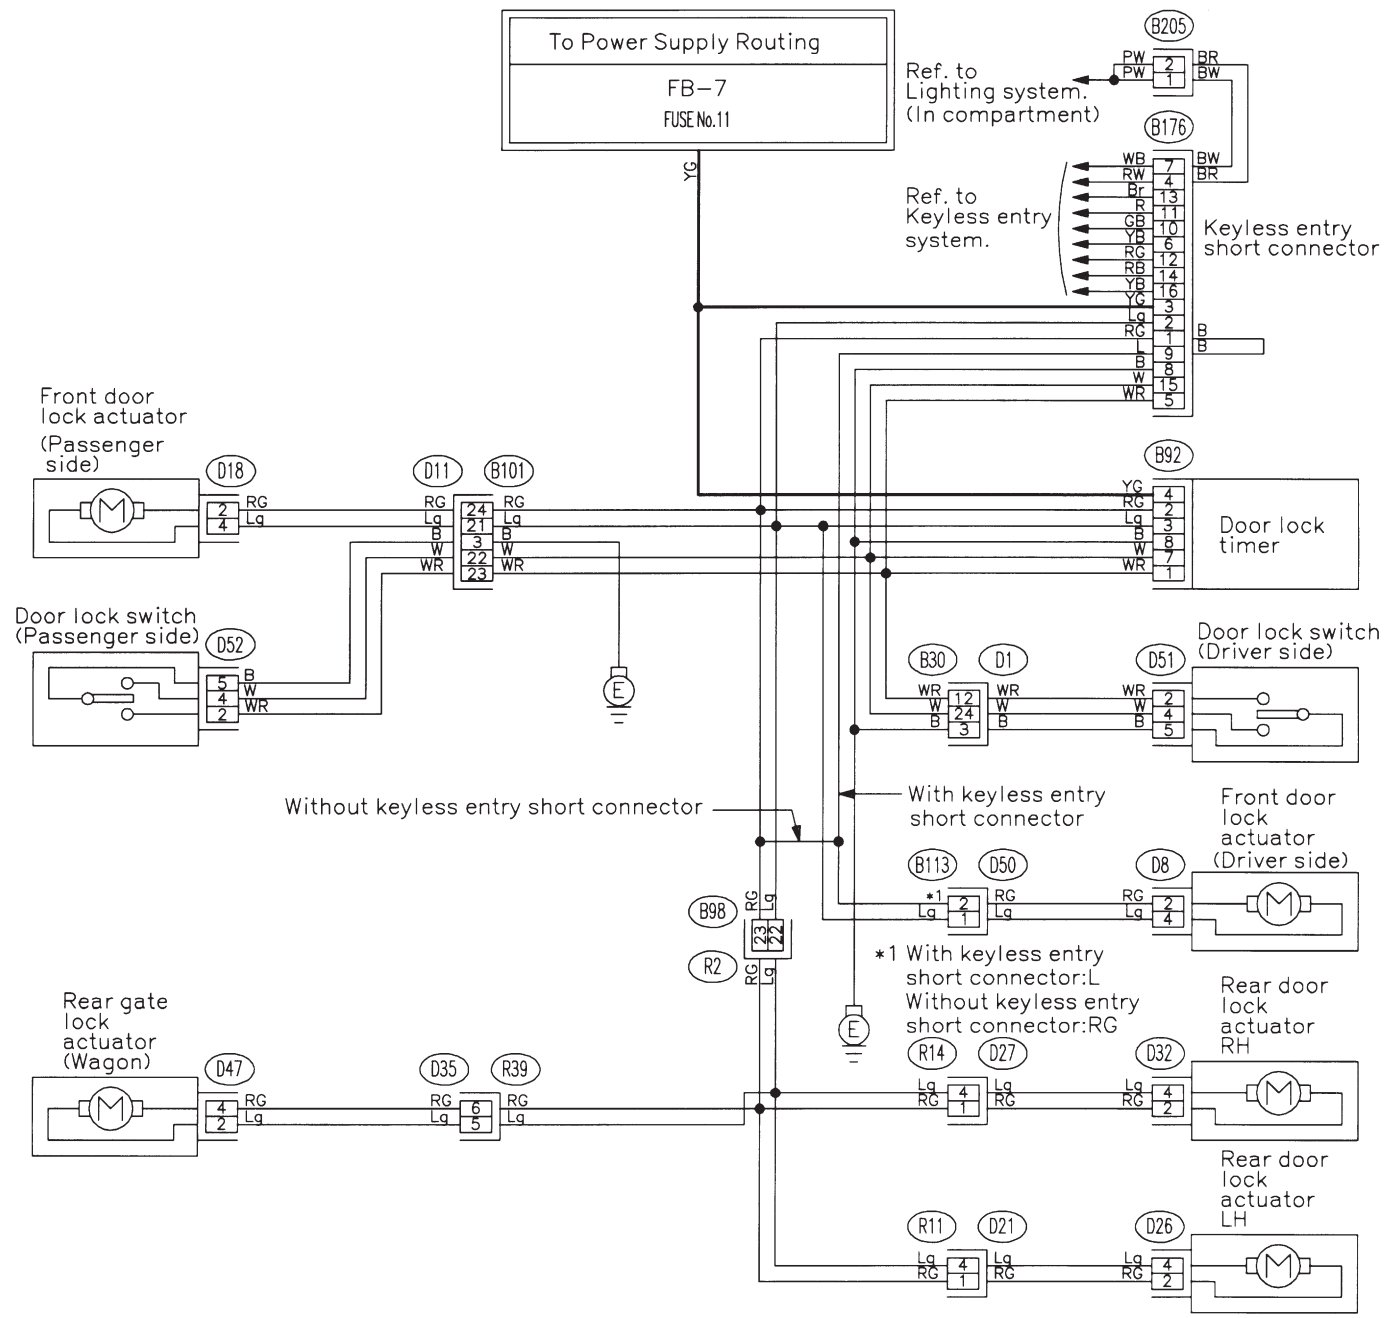 To Power Supply Routing
FB-7
FUSE No.11
YG
B205
PW 2 BR
PW 1 BW
Ref. to
Lighting system.
(In compartment)
B176
WB 7 BW
RW 4 BR
Br 13
R 11
GB 10
YB 6
RG 12
RB 14
YB 16
YG 3
Lg 2
RG 1 B
L 9 B
B 8
W 15
WR 5
Ref. to
Keyless entry
system.
Keyless entry
short connector
Front door
lock actuator
(Passenger
side)
M
D18
2 RG
4 Lg
D11
B101
RG 24 RG
Lg 21 Lg
B 3 B
W 22 W
WR 23 WR
B92
YG 4
RG 2
Lg 3
B 8
W 7
WR 1
Door lock
timer
Door lock switch
(Passenger side)
D52
5 B
4 W
2 WR
E
Door lock switch
(Driver side)
B30
D1
D51
WR 12 WR
W 24 W
B 3 B
WR 2
W 4
B 5
Without keyless entry short connector
With keyless entry
short connector
Front door
lock
actuator
(Driver side)
B113
D50
D8
*1 2 RG
Lg 1 Lg
RG 2
Lg 4
M
B98
RG Lg
23 22
R2
RG Lg
*1 With keyless entry
short connector:L
Without keyless entry
short connector:RG
E
Rear gate
lock
actuator
(Wagon)
M
D47
4 RG
2 Lg
D35
R39
RG 6 RG
Lg 5 Lg
Rear door
lock
actuator
RH
R14
D27
D32
Lg 4 Lg
RG 1 RG
Lg 4
RG 2
M
Rear door
lock
actuator
LH
R11
D21
D26
Lg 4 Lg
RG 1 RG
Lg 4
RG 2
M